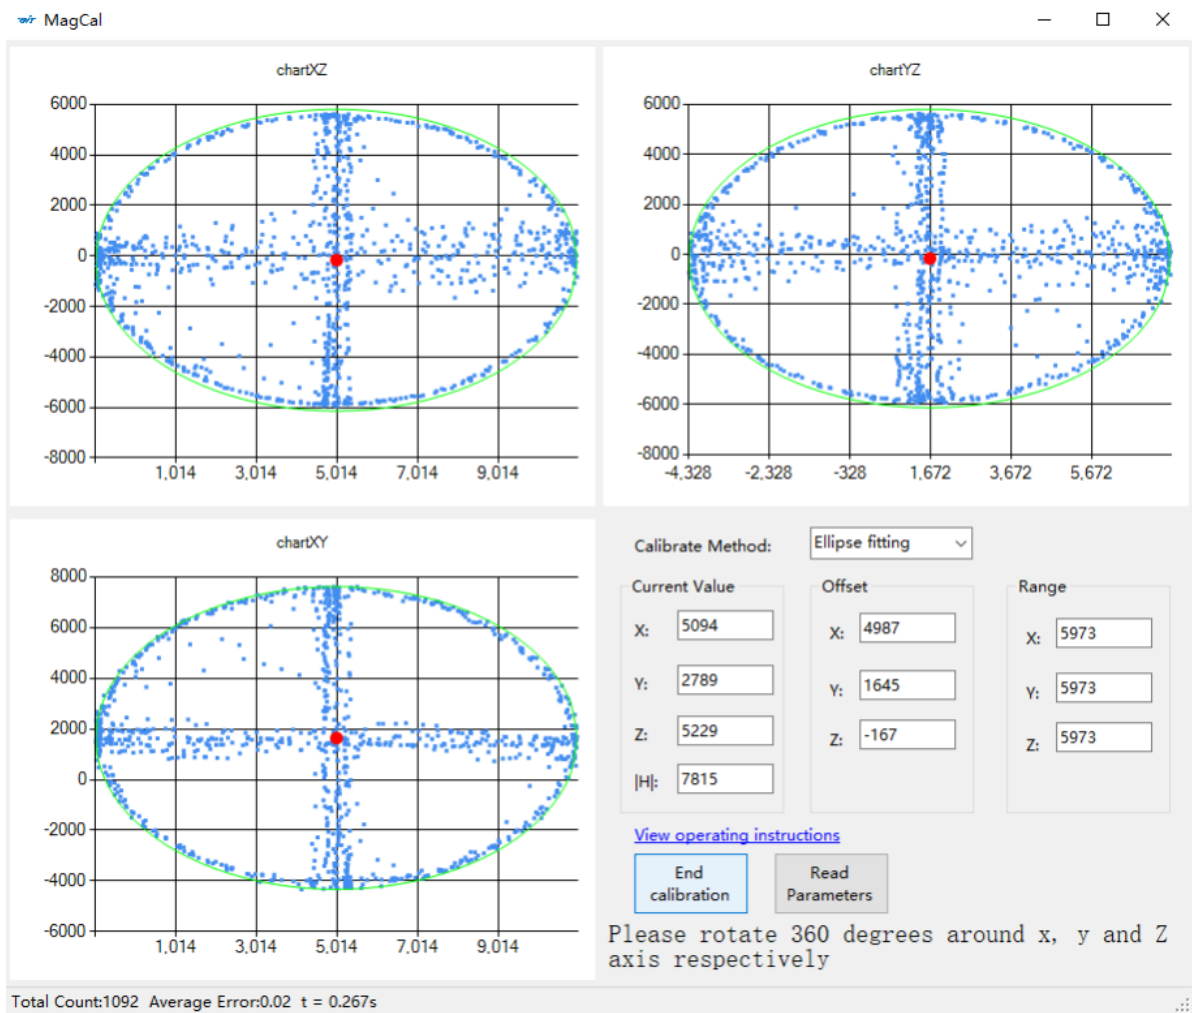 MagCal
chartXZ
6000
4000
2000
0
-2000
-4000
-6000
-8000
1,014 3,014 5,014 7,014 9,014
chartYZ
6000
4000
2000
0
-2000
-4000
-6000
-8000
-4,328 -2,328 -328 1,672 3,672 5,672
chartXY
8000
6000
4000
2000
0
-2000
-4000
-6000
1,014 3,014 5,014 7,014 9,014
Calibrate Method: Ellipse fitting
Current Value
X: 5094
Y: 2789
Z: 5229
|H|: 7815
Offset
X: 4987
Y: 1645
Z: -167
Range
X: 5973
Y: 5973
Z: 5973
View operating instructions
End
calibration
Read
Parameters
Please rotate 360 degrees around x, y and Z
axis respectively
Total Count:1092 Average Error:0.02 t = 0.267s